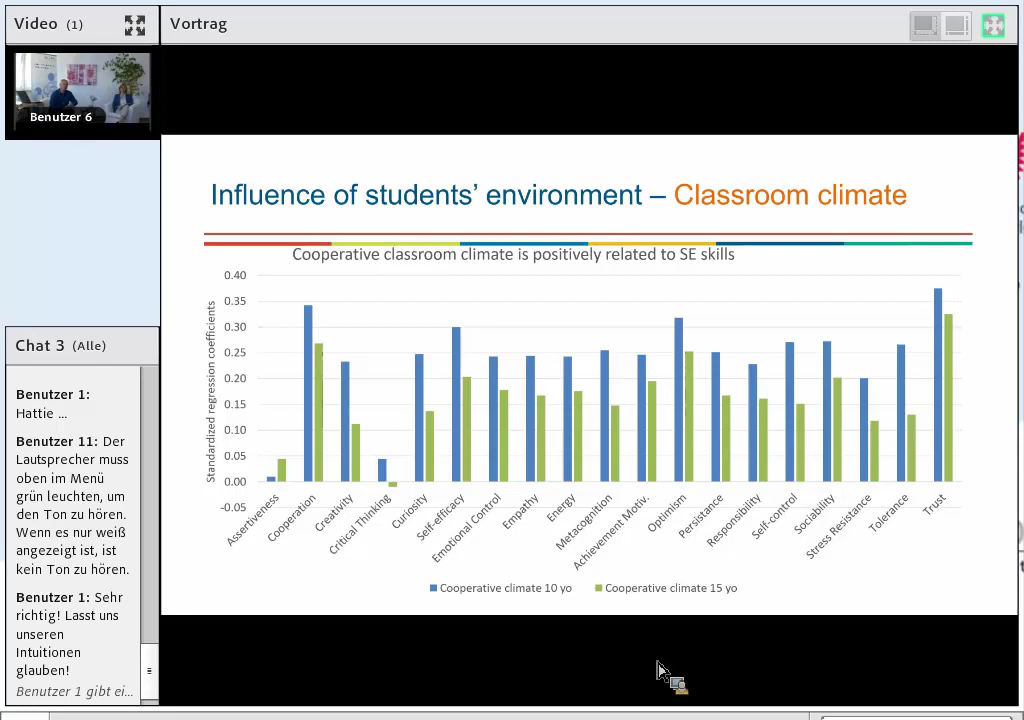 Video (1)
Vortrag
Benutzer 6
Influence of students’ environment – Classroom climate
Cooperative classroom climate is positively related to SE skills
Standardized regression coefficients
0.40
0.35
0.30
0.25
0.20
0.15
0.10
0.05
0.00
-0.05
Assertiveness
Cooperation
Creativity
Critical Thinking
Curiosity
Self-efficacy
Emotional Control
Empathy
Energy
Metacognition
Achievement Motiv.
Optimism
Persistance
Responsibility
Self-control
Sociability
Stress Resistance
Tolerance
Trust
Cooperative climate 10 yo
Cooperative climate 15 yo
Chat 3 (Alle)
Benutzer 1:
Hattie ...
Benutzer 11: Der
Lautsprecher muss
oben im Menü
grün leuchten, um
den Ton zu hören.
Wenn es nur weiß
angezeigt ist, ist
kein Ton zu hören.
Benutzer 1: Sehr
richtig! Lasst uns
unseren
Intuitionen
glauben!
Benutzer 1 gibt ei...